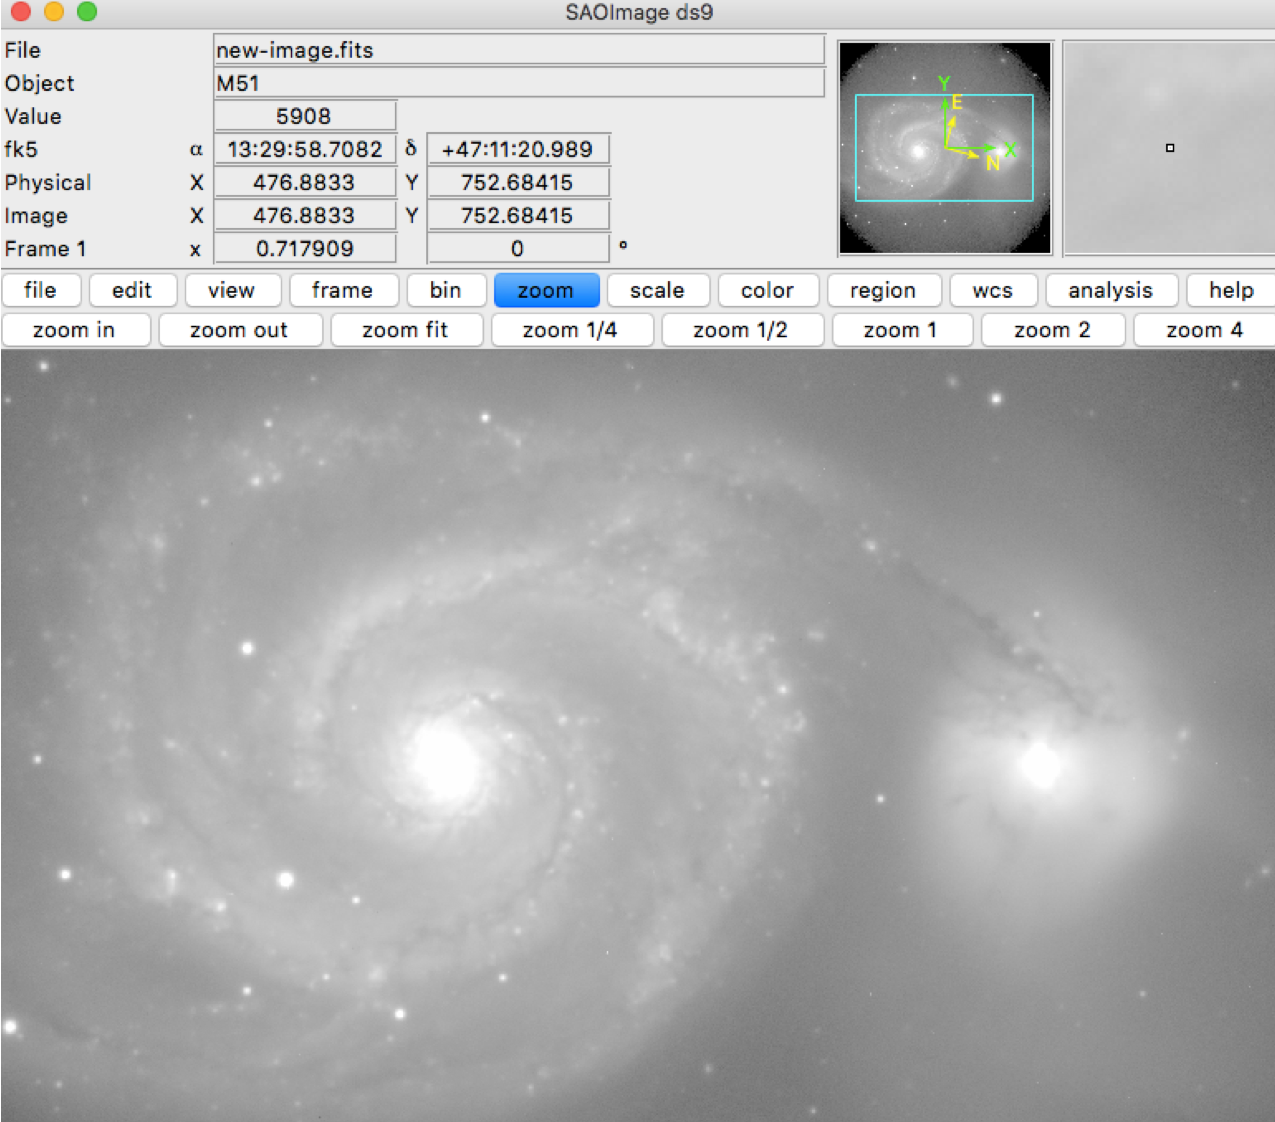 SAOImage ds9
File new-image.fits
Object M51
Value 5908
fk5 α 13:29:58.7082 δ +47:11:20.989
Physical X 476.8833 Y 752.68415
Image X 476.8833 Y 752.68415
Frame 1 x 0.717909 0 °
Y
E
X
N
file edit view frame bin zoom scale color region wcs analysis help
zoom in zoom out zoom fit zoom 1/4 zoom 1/2 zoom 1 zoom 2 zoom 4